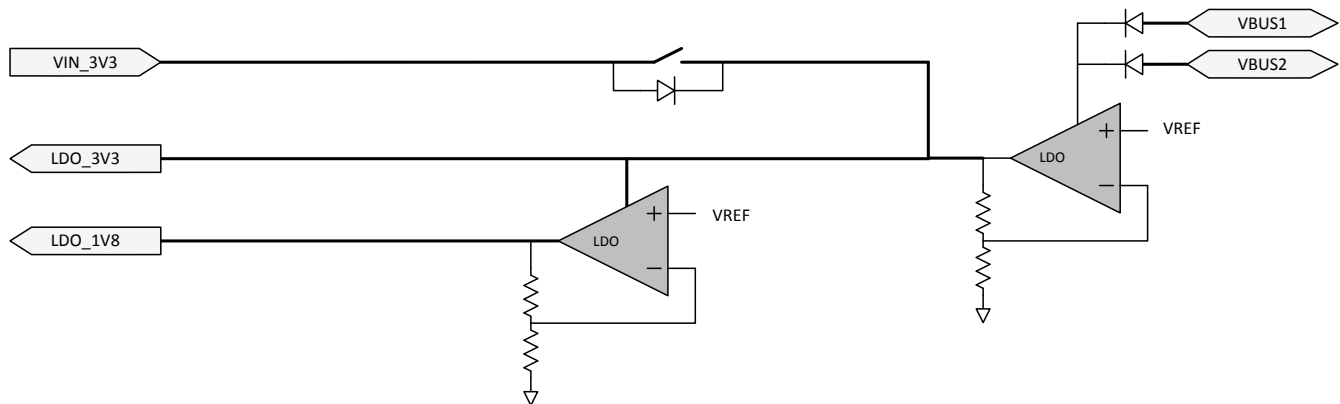 VBUS1
VIN_3V3
VBUS2
+
VREF
LDO_3V3
LDO
−
+
VREF
LDO_1V8
LDO
−